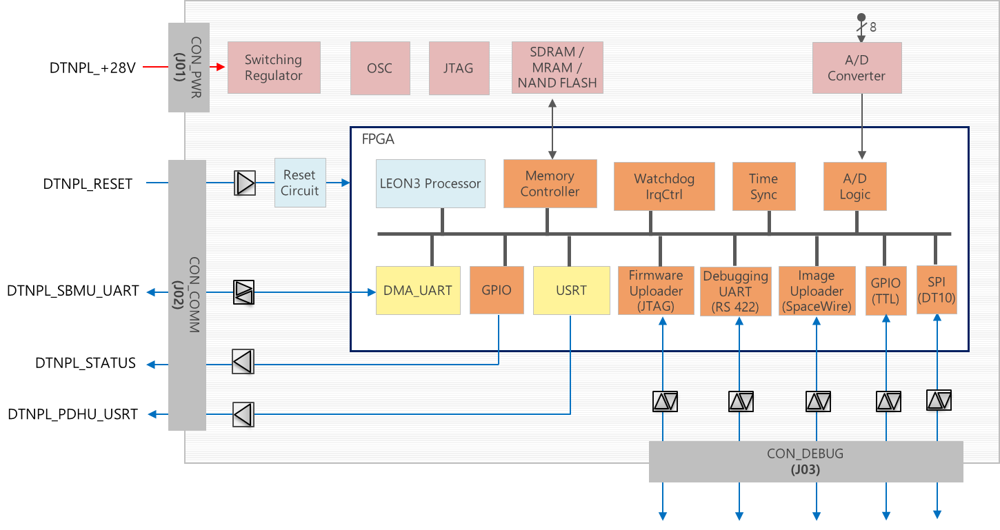 8
CON_PWR
(J01)
DTNPL_+28V
Switching
Regulator
OSC
JTAG
SDRAM /
MRAM /
NAND FLASH
A/D
Converter
FPGA
DTNPL_RESET
Reset
Circuit
LEON3 Processor
Memory
Controller
Watchdog
IrqCtrl
Time
Sync
A/D
Logic
CON_COMM
(J02)
DTNPL_SBMU_UART
DMA_UART
GPIO
USRT
Firmware
Uploader
(JTAG)
Debugging
UART
(RS 422)
Image
Uploader
(SpaceWire)
GPIO
(TTL)
SPI
(DT10)
DTNPL_STATUS
DTNPL_PDHU_USRT
CON_DEBUG
(J03)